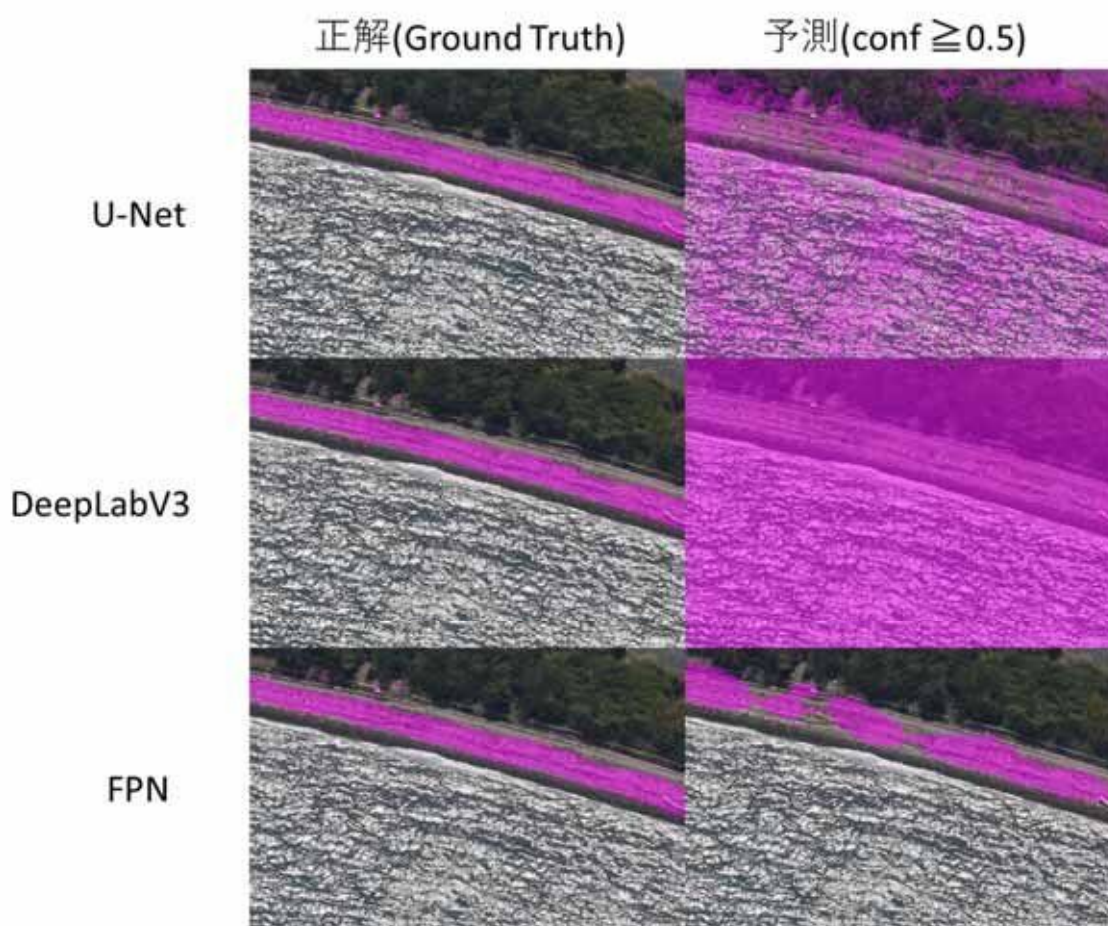 正解(Ground Truth)
予測(conf ≧0.5)
U-Net
DeepLabV3
FPN